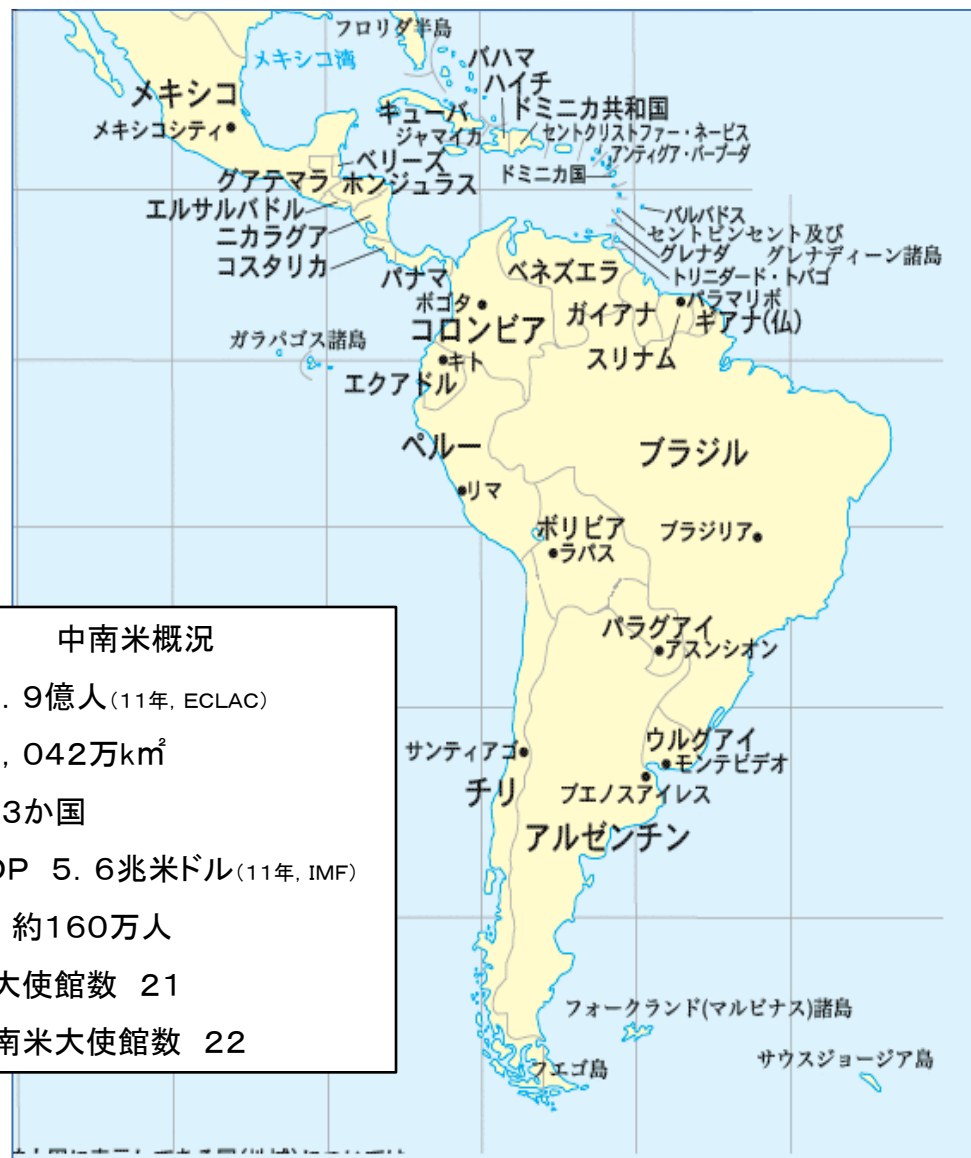 フロリダ半島
メキシコ湾
バハマ
ハイチ
メキシコ
キューバ
ドミニカ共和国
メキシコシティ
ジャマイカ
セントクリストファー・ネービス
アンティグア・バーブーダ
ベリーズ
ドミニカ国
グアテマラ
ホンジュラス
エルサルバドル
バルバドス
ニカラグア
セントビンセント及び
グレナディーン諸島
コスタリカ
グレナダ
トリニダード・トバゴ
パナマ
ベネズエラ
ボゴタ
パラマリボ
コロンビア
ガイアナ
ギアナ(仏)
ガラパゴス諸島
スリナム
キト
エクアドル
ペルー
ブラジル
リマ
ボリビア
ブラジリア
ラパス
パラグアイ
アスンシオン
中南米概況
. 9億人(11年, ECLAC)
, 042万k㎡
3か国
DP 5. 6兆米ドル(11年, IMF)
約160万人
大使館数 21
南米大使館数 22
ウルグアイ
サンティアゴ
モンテビデオ
チリ
ブエノスアイレス
アルゼンチン
フォークランド(マルビナス)諸島
フエゴ島
サウスジョージア島